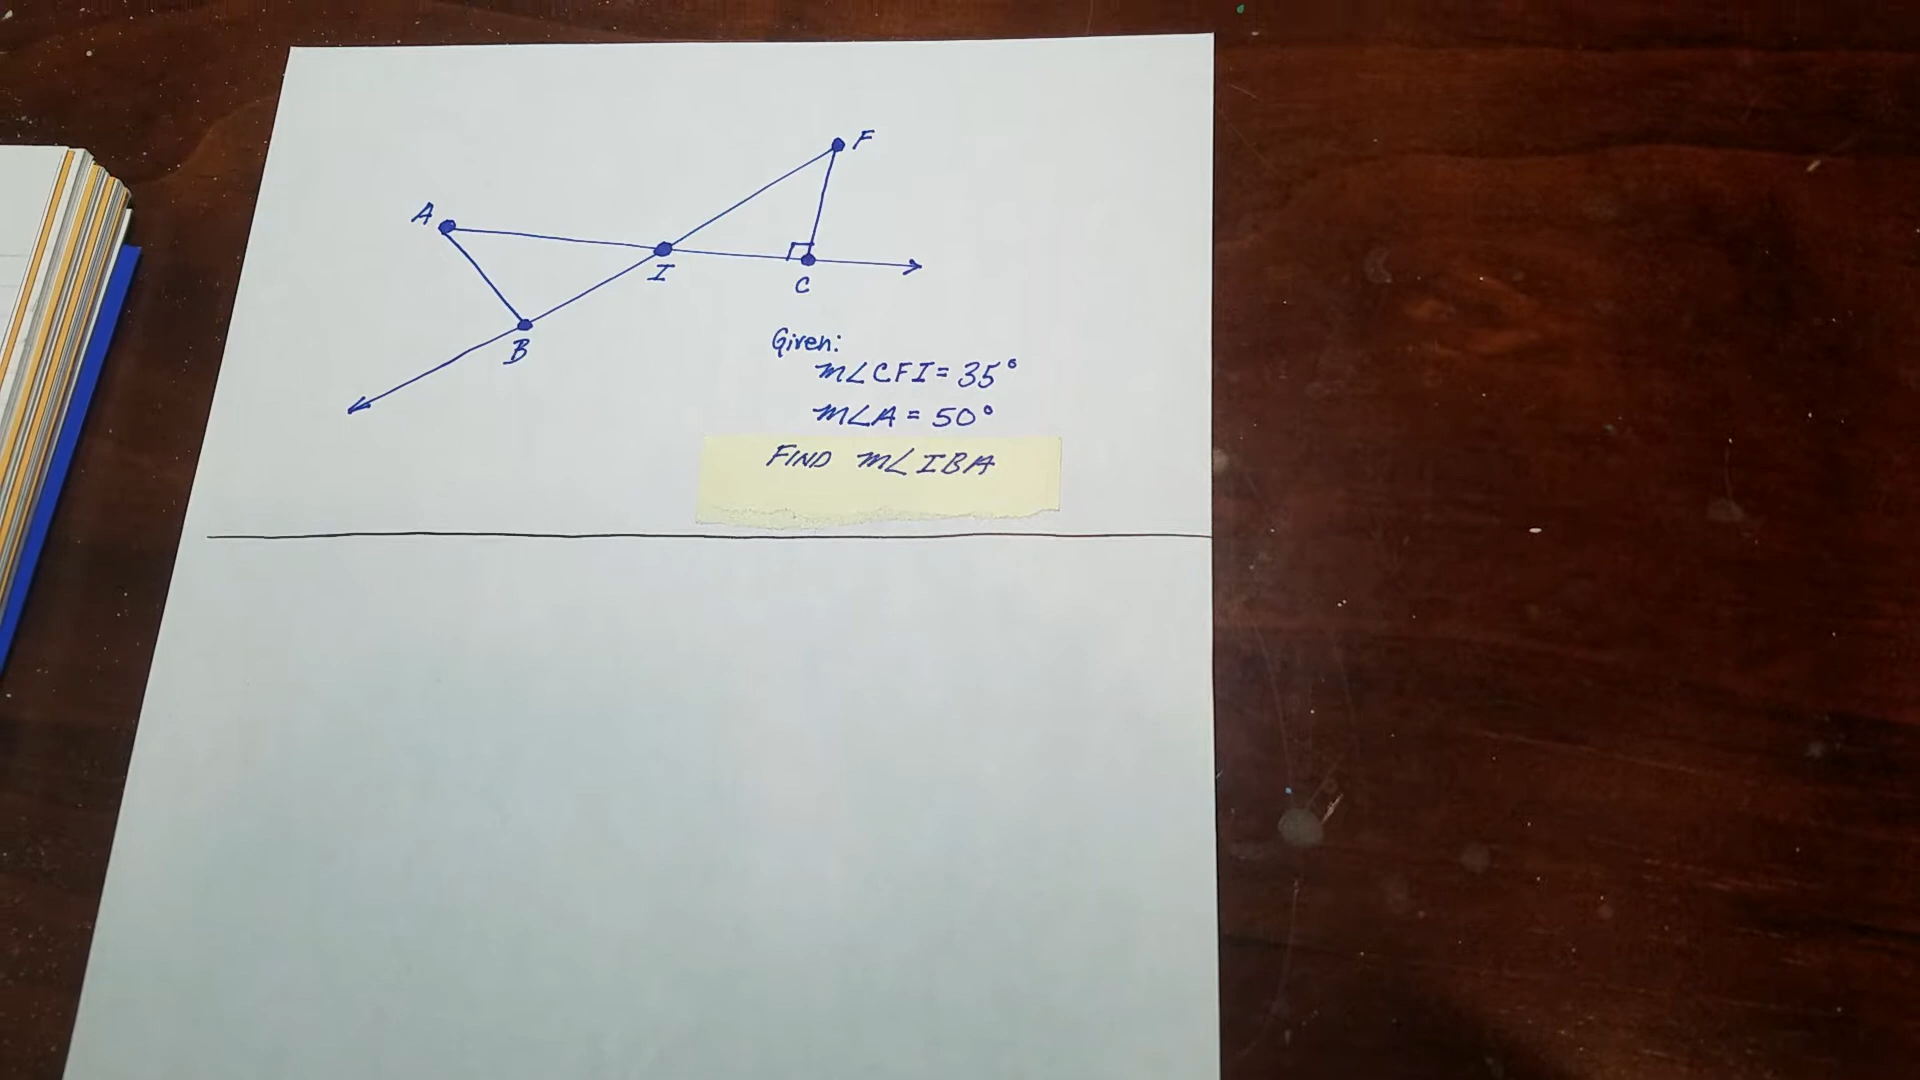 F
A
I
C
B
Given:
m∠CFI = 35°
m∠A = 50°
FIND m∠IBA